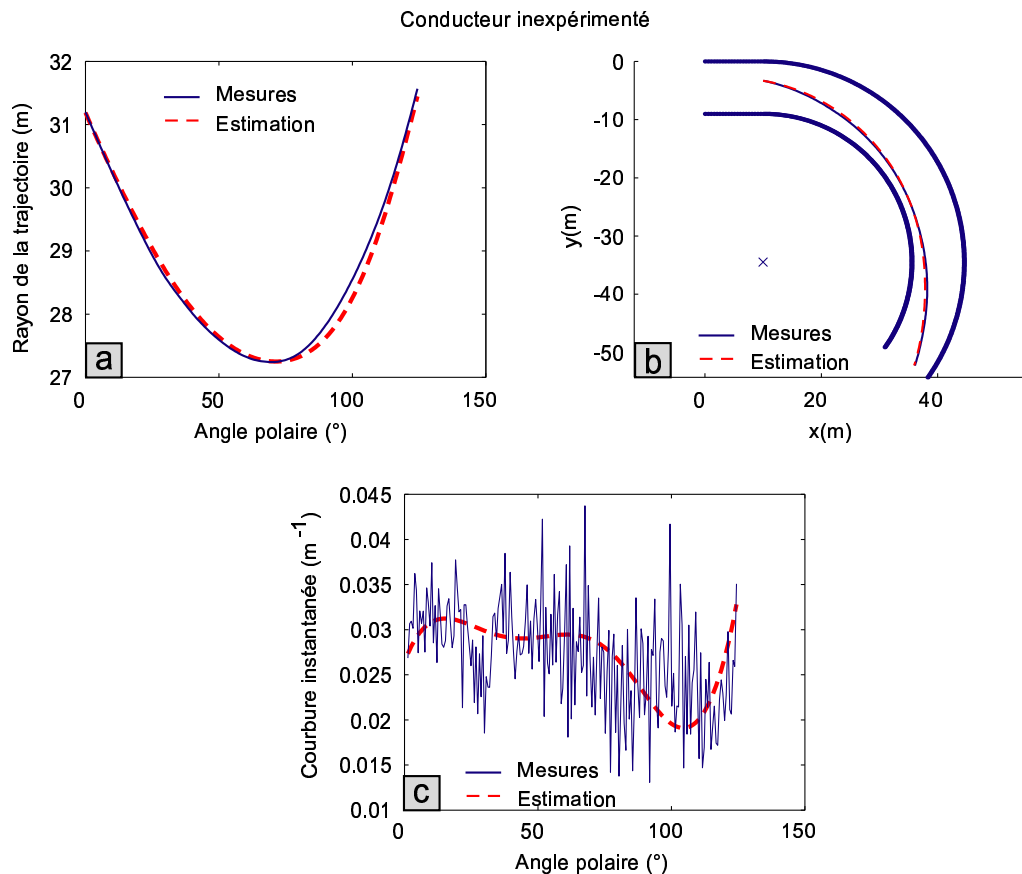 Conducteur inexpérimenté
Rayon de la trajectoire (m)
32
31
30
29
28
27
Mesures
Estimation
a
0
50
100
150
Angle polaire (°)
y(m)
0
-10
-20
-30
-40
-50
Mesures
Estimation
b
0
20
40
x(m)
Courbure instantanée (m⁻¹)
0.045
0.04
0.035
0.03
0.025
0.02
0.015
0.01
Mesures
Estimation
c
0
50
100
150
Angle polaire (°)